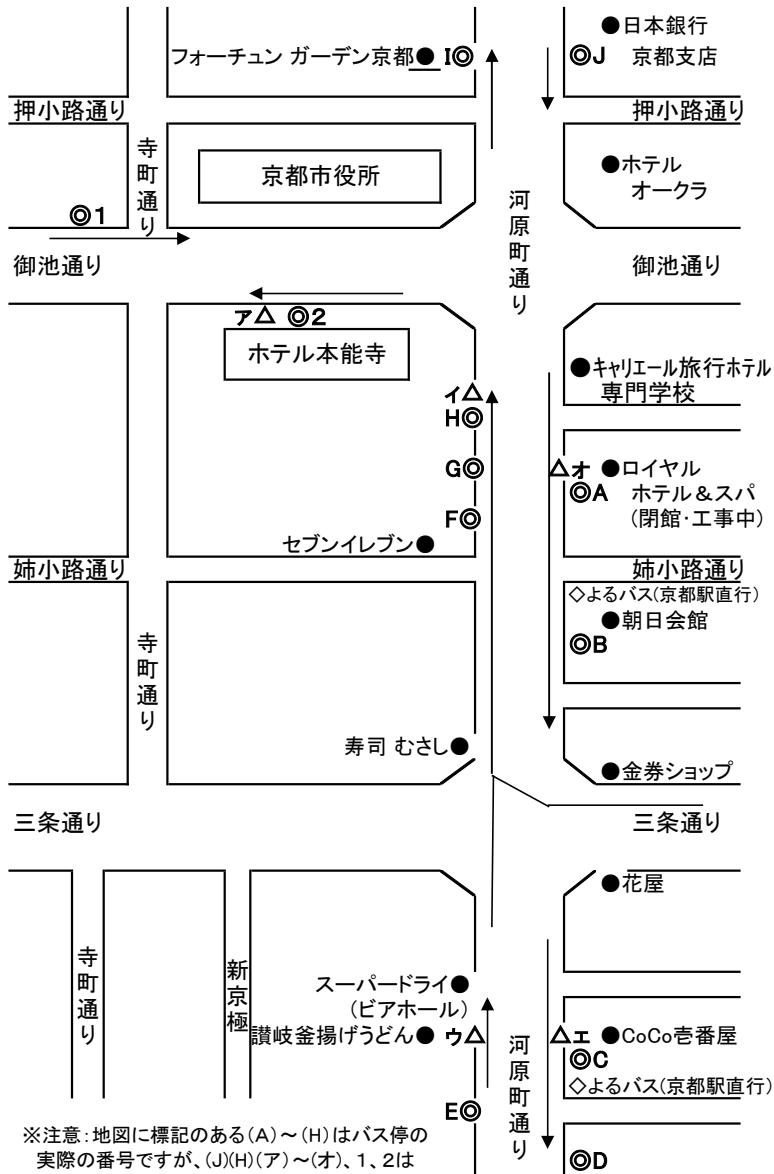 ●日本銀行
フォーチュン ガーデン京都● I◎
◎J 京都支店
押小路通り
押小路通り
寺町通り
京都市役所
●ホテル
オークラ
◎1
河原町通り
御池通り
御池通り
ア△ ◎2
ホテル本能寺
●キャリエール旅行ホテル
専門学校
イ△
H◎
G◎
△オ ●ロイヤル
◎A ホテル&スパ
(閉館・工事中)
F◎
セブンイレブン●
姉小路通り
姉小路通り
◇よるバス(京都駅直行)
●朝日会館
◎B
寺町通り
寿司 むさし●
●金券ショップ
三条通り
三条通り
●花屋
寺町通り
新京極
スーパードライ●
(ビアホール)
讃岐釜揚げうどん● ウ△
河原町通り
△エ ●CoCo壱番屋
◎C
◇よるバス(京都駅直行)
E◎
◎D
※注意:地図に標記のある(A)~(H)はバス停の
実際の番号ですが、(J)(H)(ア)~(オ)、1、2は